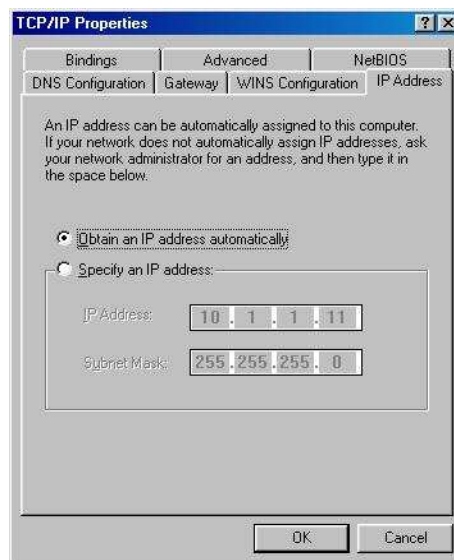 TCP/IP Properties
Bindings Advanced NetBIOS
DNS Configuration Gateway WINS Configuration IP Address
An IP address can be automatically assigned to this computer.
If your network does not automatically assign IP addresses, ask
your network administrator for an address, and then type it in
the space below.
Obtain an IP address automatically
Specify an IP address:
IP Address: 10 . 1 . 1 . 11
Subnet Mask: 255 . 255 . 255 . 0
OK Cancel